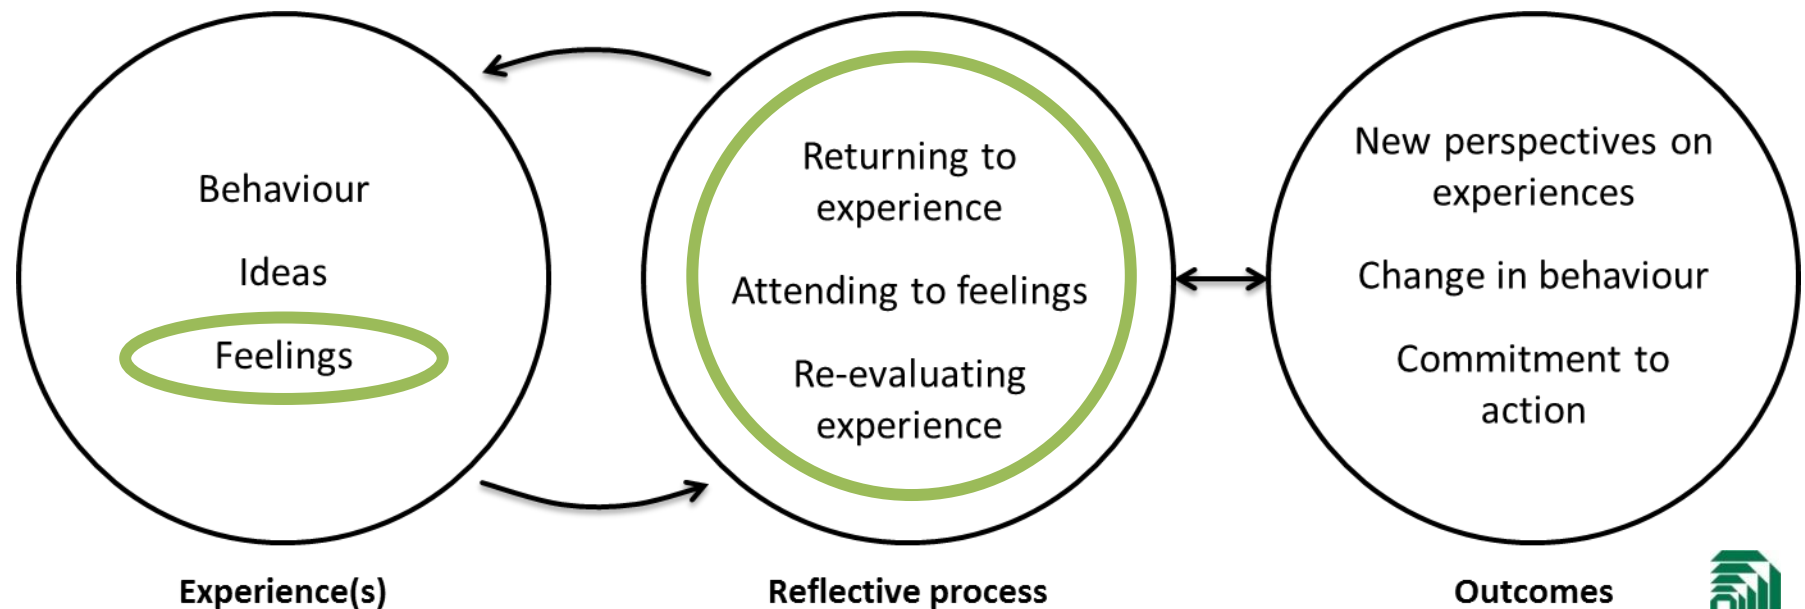 Behaviour
Ideas
Feelings
Experience(s)
Returning to
experience
Attending to feelings
Re-evaluating
experience
Reflective process
New perspectives on
experiences
Change in behaviour
Commitment to
action
Outcomes